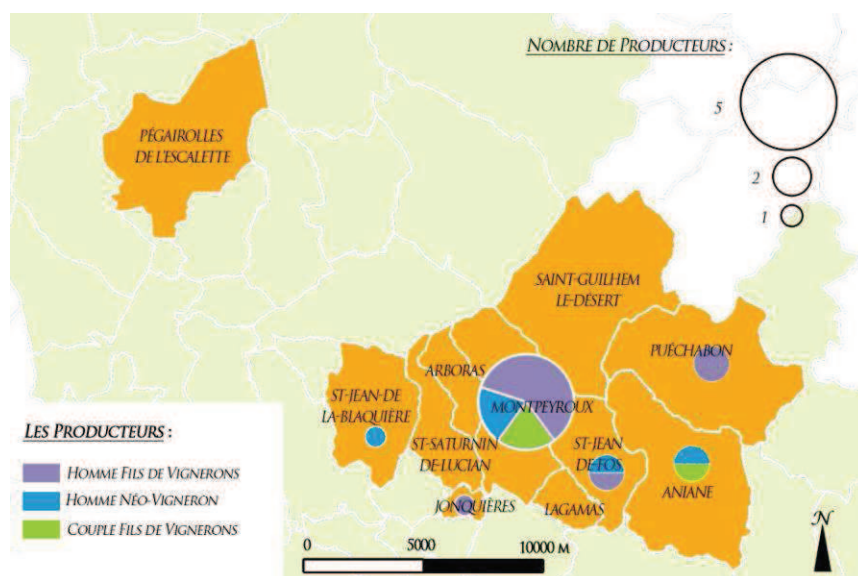 NOMBRE DE PRODUCTEURS :
5
2
1
PÉGAIROLLES
DE L'ESCALETTE
SAINT-GUILHEM
LE-DÉSERT
PUÉCHABON
ARBORAS
MONTPEYROUX
ST-JEAN-DE
LA-BLAQUIÈRE
ST-SATURNIN
DE-LUCIAN
ST-JEAN
DE-FOS
ANIANE
JONQUIÈRES
LAGAMAS
LES PRODUCTEURS :
HOMME FILS DE VIGNERONS
HOMME NÉO-VIGNERON
COUPLE FILS DE VIGNERONS
0 5000 10000 M
N